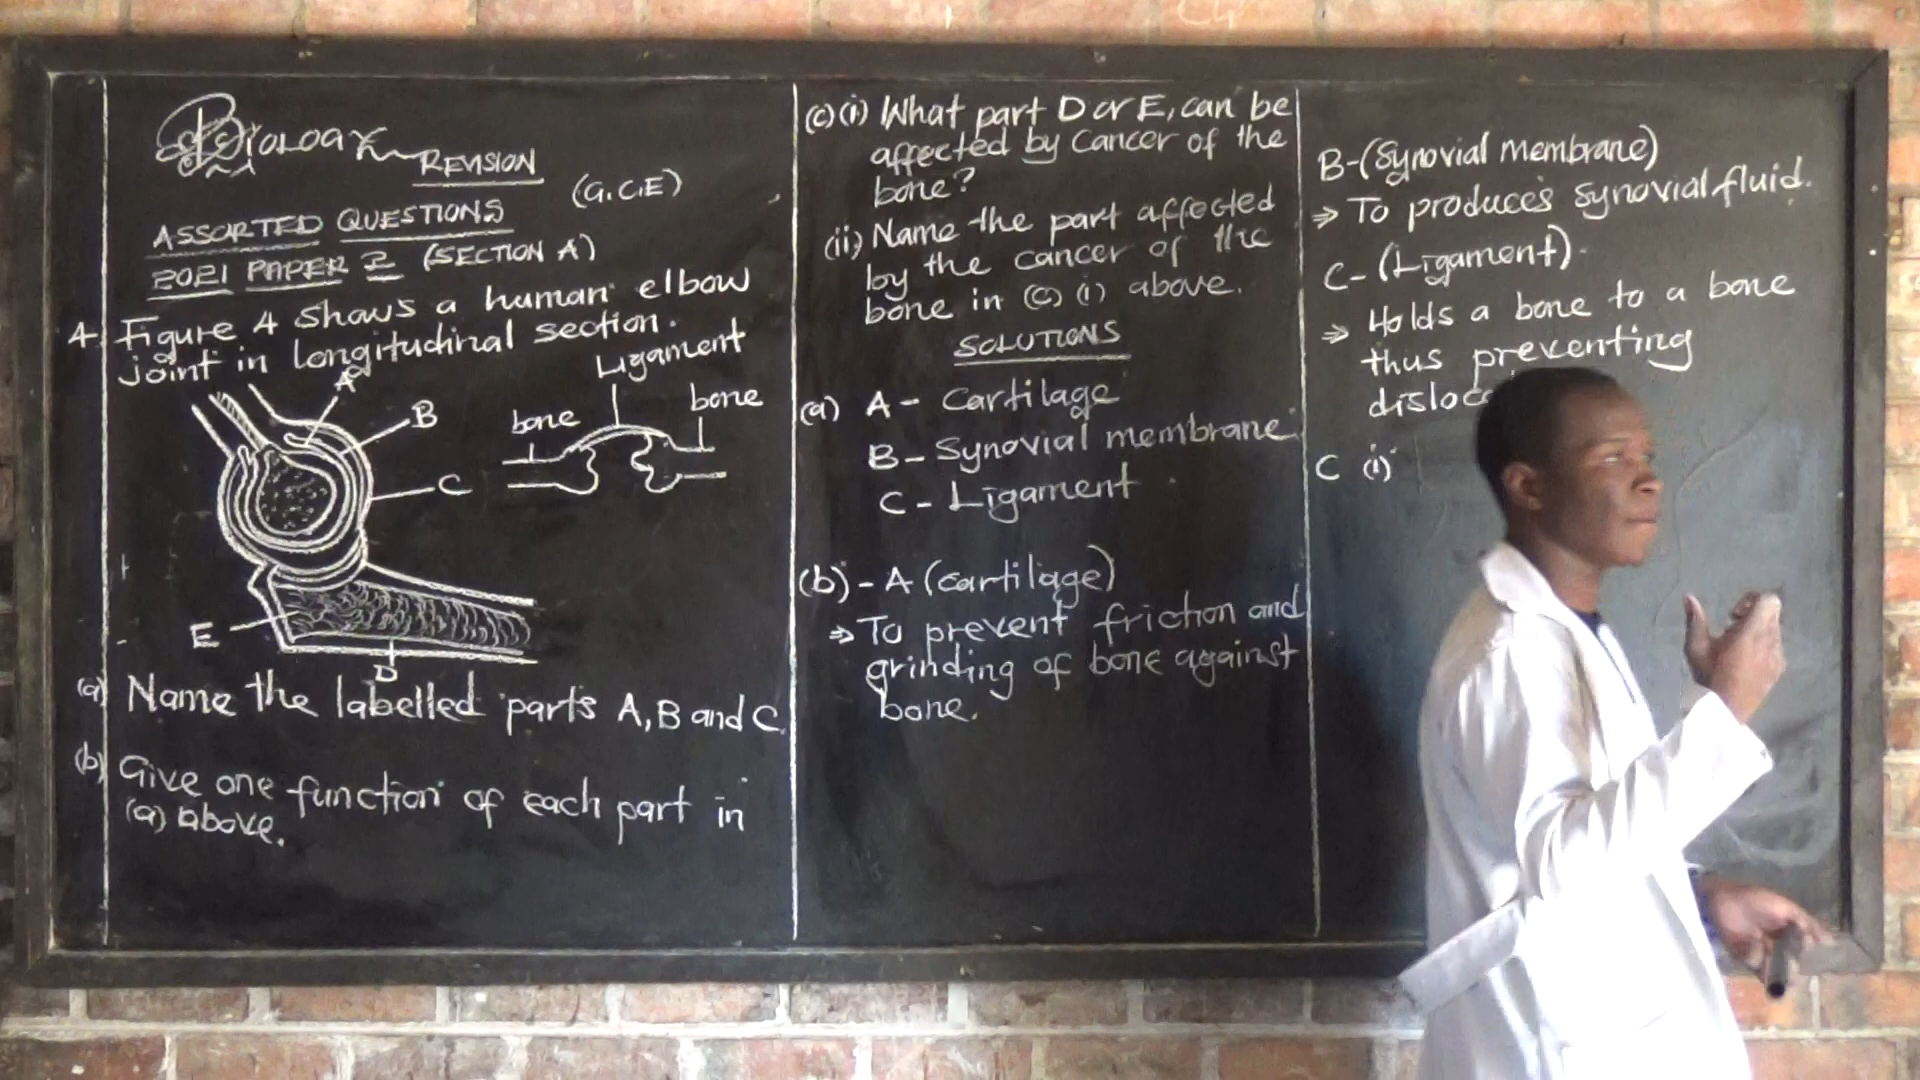 Biology
REVISION
(G.C.E)
ASSORTED QUESTIONS
2021 PAPER 2 (SECTION A)
4. Figure 4 shows a human elbow
joint in longitudinal section.
A
B
C
E
D
Ligament
bone
bone
(a) Name the labelled parts A, B and C.
(b) Give one function of each part in
(a) above.
(c) (i) What part D or E, can be
affected by cancer of the
bone?
(ii) Name the part affected
by the cancer of the
bone in (c) (i) above.
SOLUTIONS
(a) A - Cartilage
B - Synovial membrane
C - Ligament
(b) - A (cartilage)
⇒ To prevent friction and
grinding of bone against
bone.
B - (Synovial membrane)
⇒ To produces synovial fluid.
C - (Ligament).
⇒ Holds a bone to a bone
thus preventing
disloc
C (i)